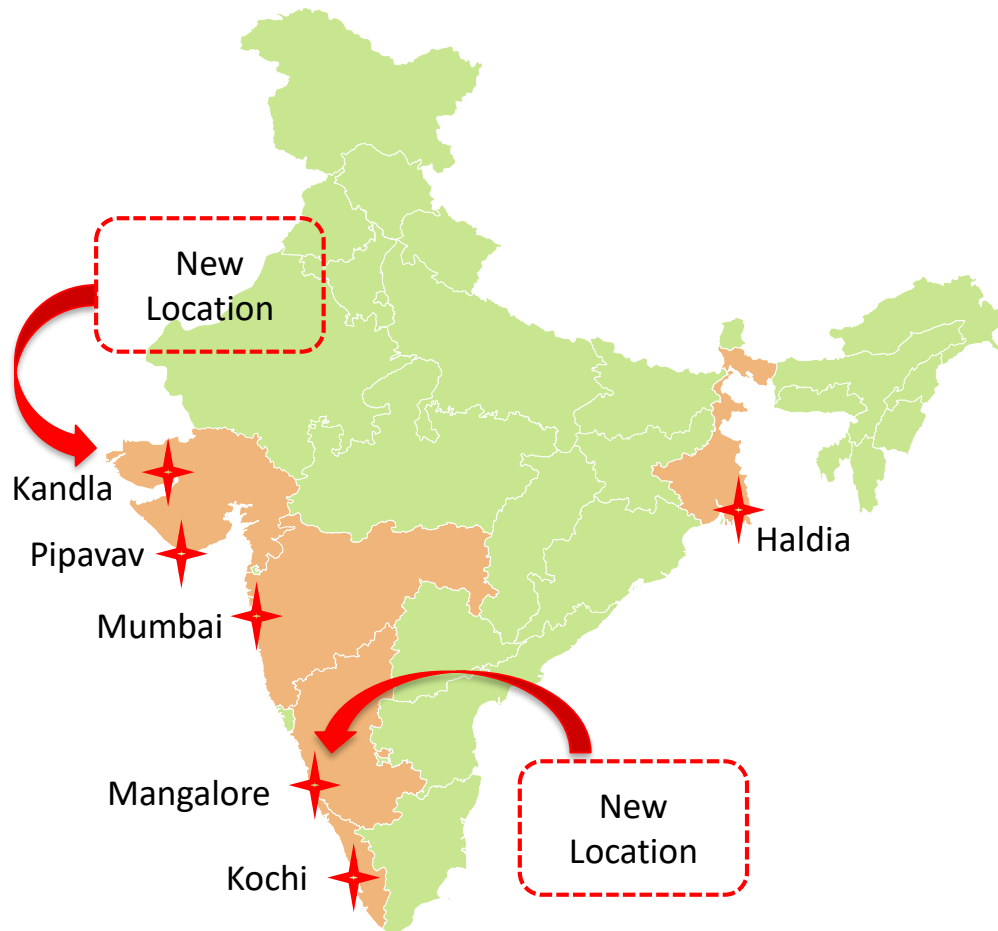 New
Location
Kandla
Pipavav
Haldia
Mumbai
Mangalore
New
Location
Kochi